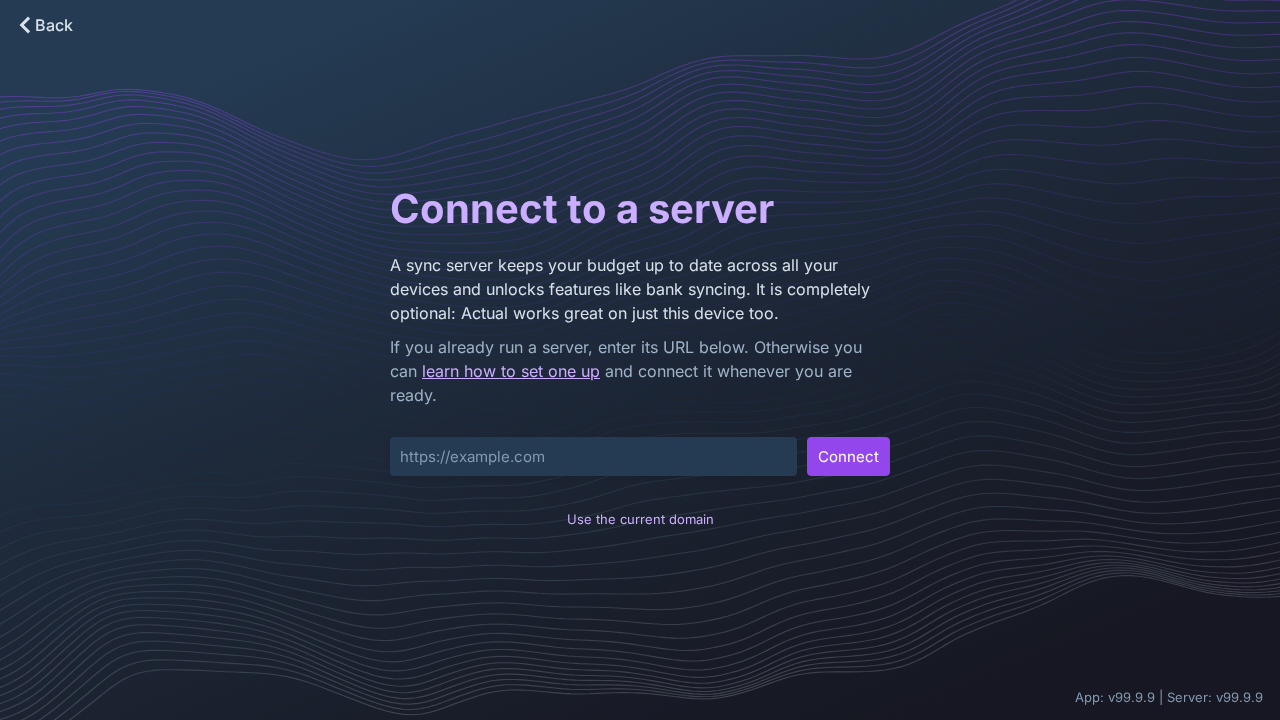 Back
Connect to a server
A sync server keeps your budget up to date across all your
devices and unlocks features like bank syncing. It is completely
optional: Actual works great on just this device too.
If you already run a server, enter its URL below. Otherwise you
can learn how to set one up and connect it whenever you are
ready.
https://example.com
Connect
Use the current domain
App: v99.9.9 | Server: v99.9.9